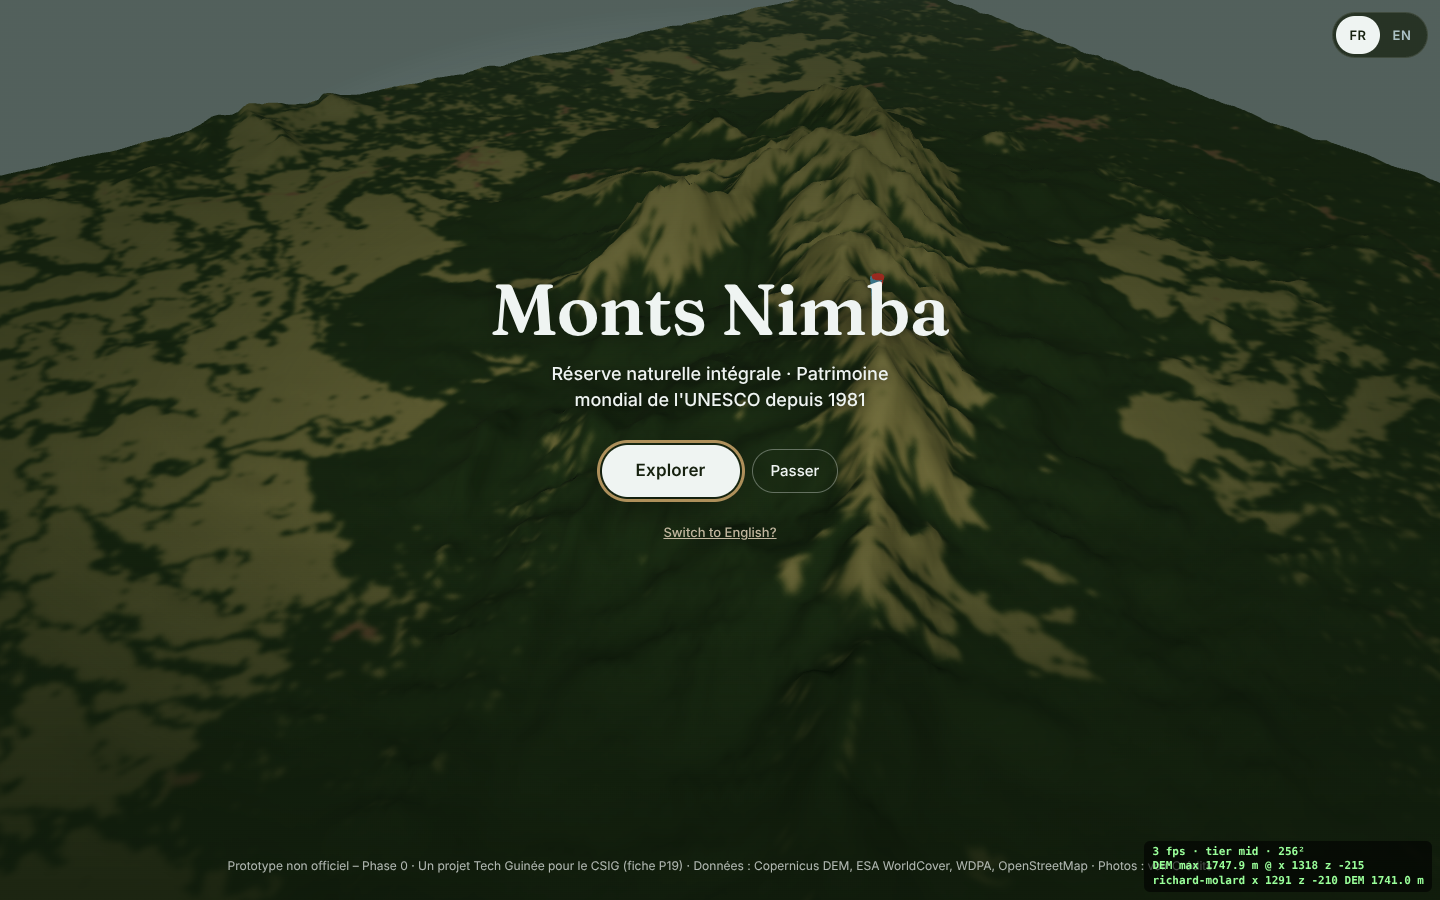 FR EN
Monts Nimba
Réserve naturelle intégrale · Patrimoine
mondial de l'UNESCO depuis 1981
Explorer Passer
Switch to English?
Prototype non officiel – Phase 0 · Un projet Tech Guinée pour le CSIG (fiche P19) · Données : Copernicus DEM, ESA WorldCover, WDPA, OpenStreetMap · Photos :
3 fps · tier mid · 256²
DEM max 1747.9 m @ x 1318 z -215
richard-molard x 1291 z -210 DEM 1741.0 m